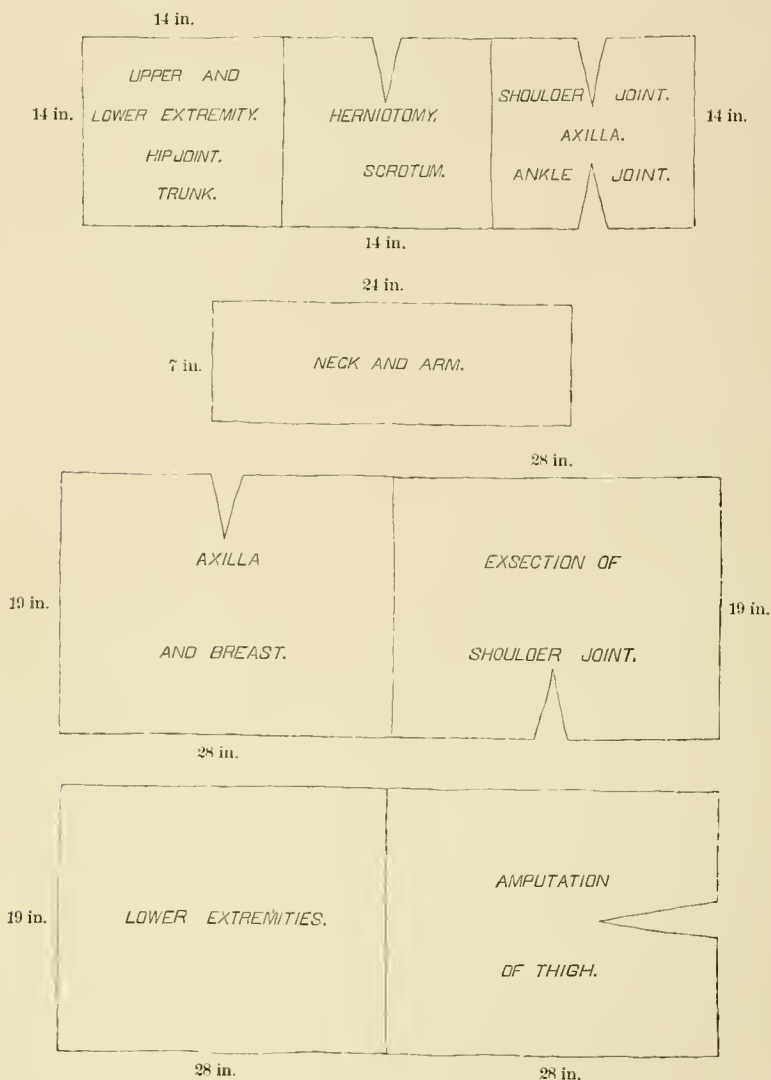 14 in.
14 in.
UPPER AND
LOWER EXTREMITY.
HIP JOINT.
TRUNK.
HERNIOTOMY.
SCROTUM.
SHOULDER JOINT.
AXILLA.
ANKLE JOINT.
14 in.
14 in.
24 in.
7 in.
NECK AND ARM.
28 in.
19 in.
AXILLA
AND BREAST.
EXSECTION OF
SHOULDER JOINT.
19 in.
28 in.
19 in.
LOWER EXTREMITIES.
AMPUTATION
OF THIGH.
28 in.
28 in.